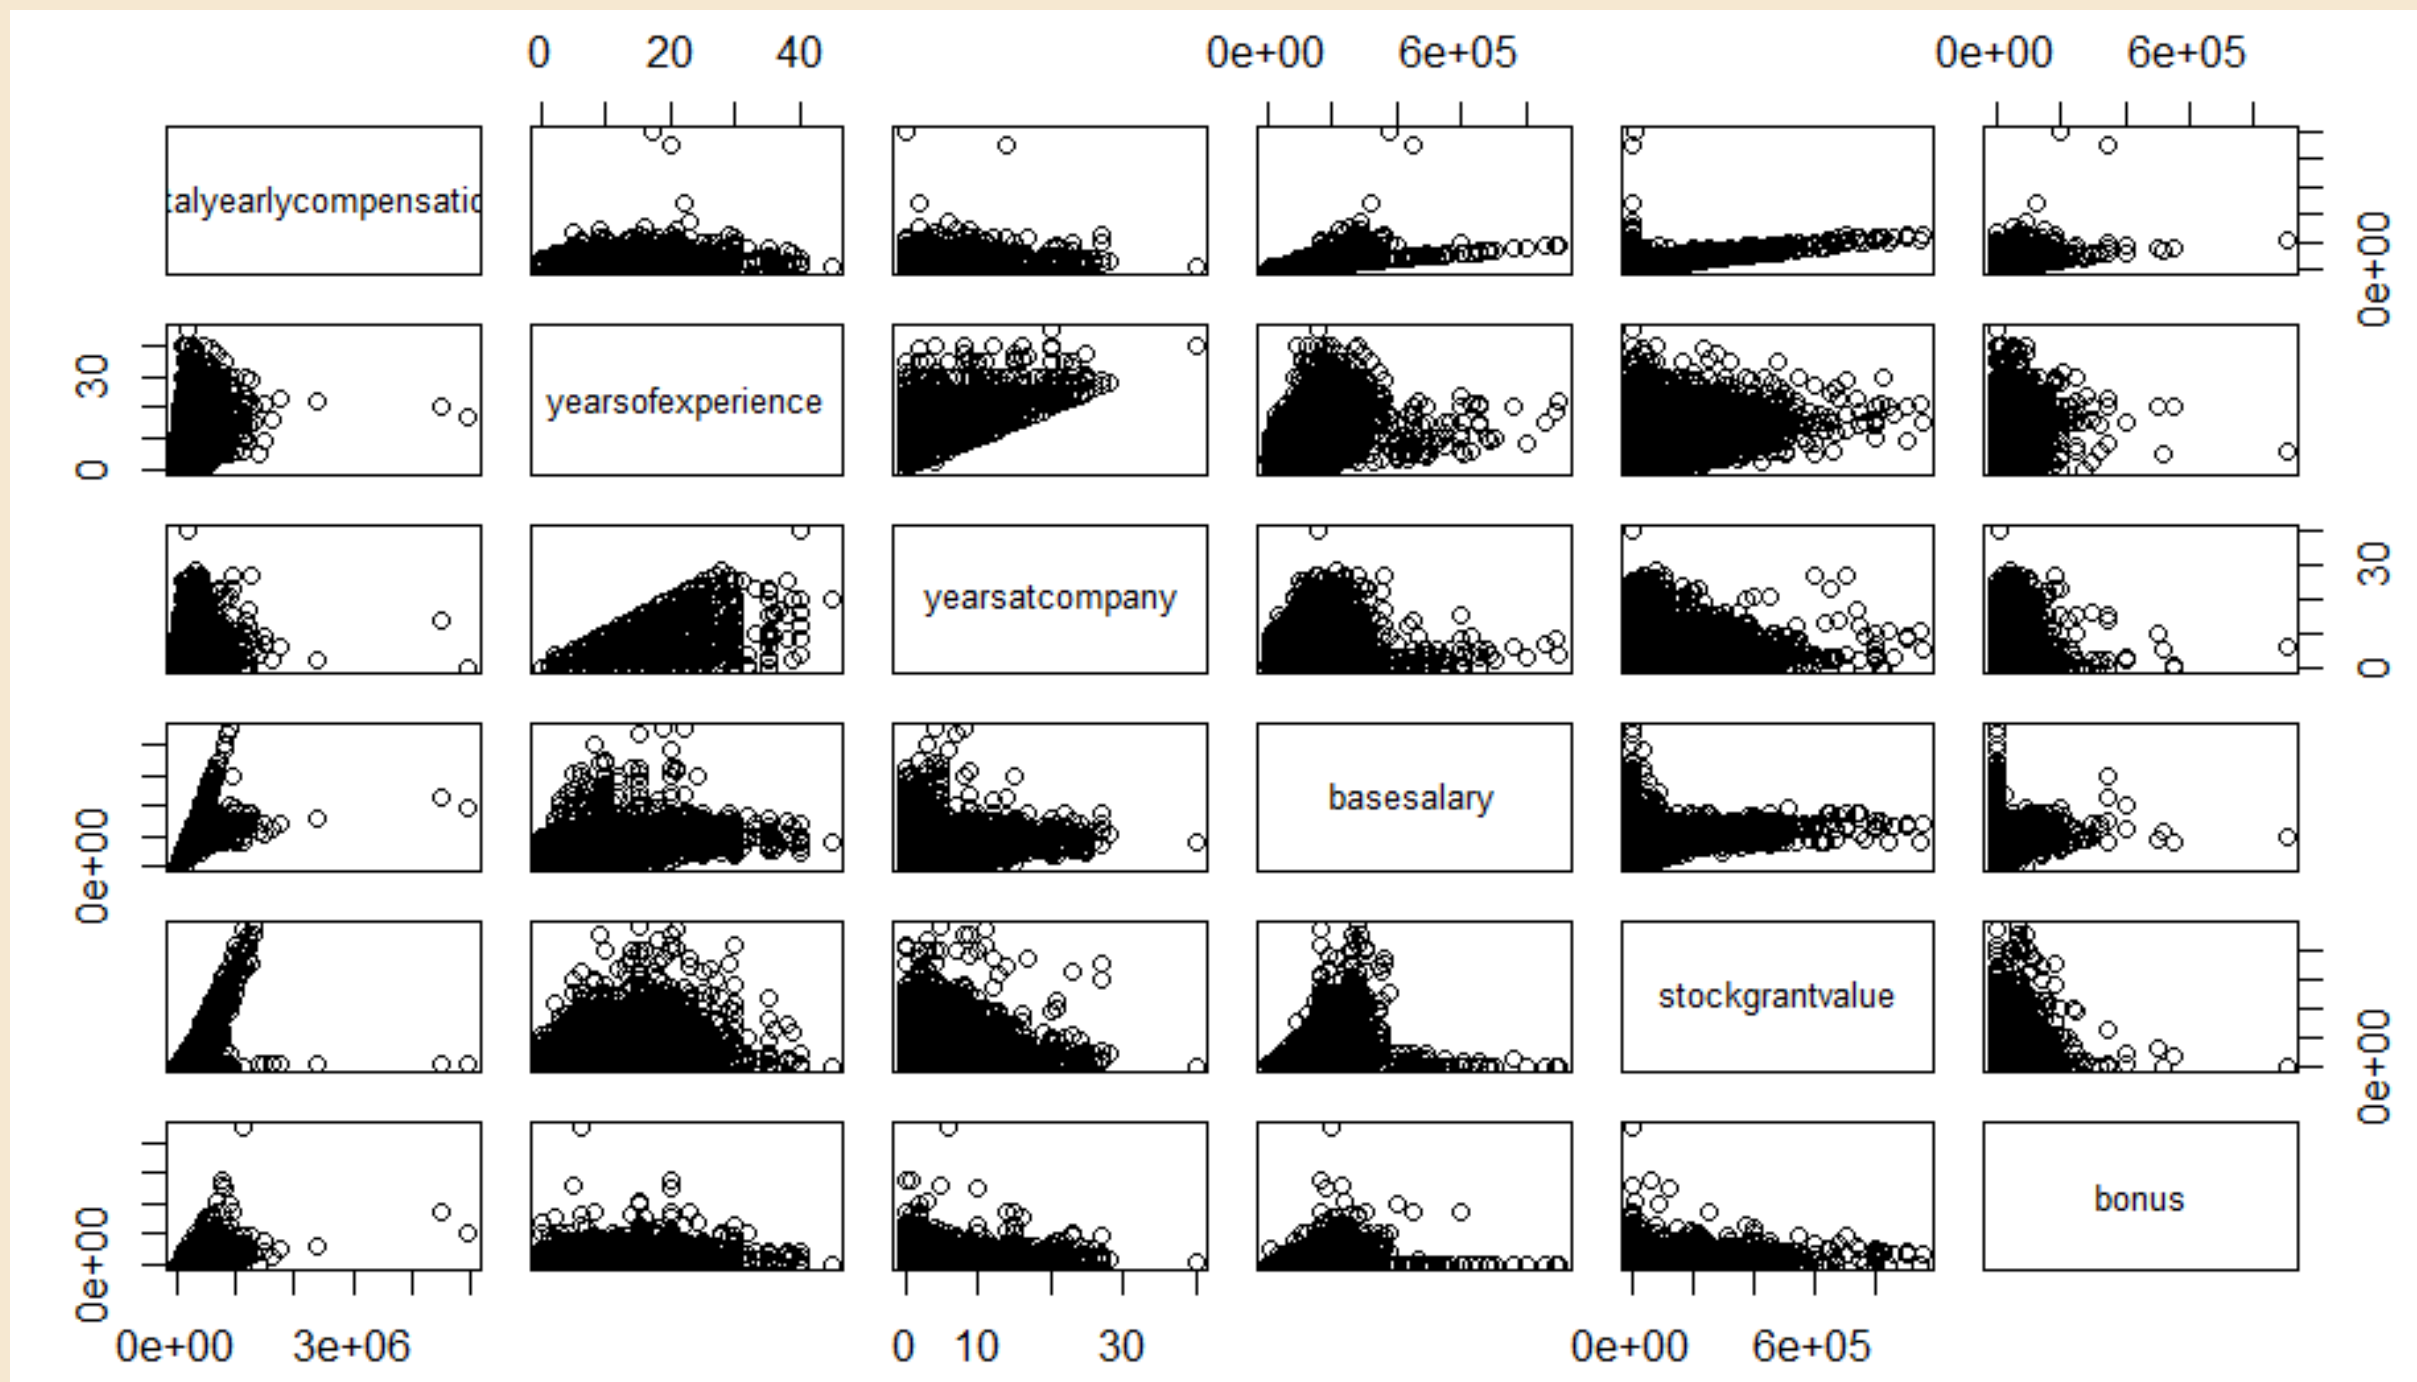 0 20 40 0e+00 6e+05 0e+00 6e+05
talyearlycompensatic
0e+00
30
0
yearsofexperience
yearsatcompany
30
0
0e+00
basesalary
stockgrantvalue
0e+00
0e+00
bonus
0e+00 3e+06 0 10 30 0e+00 6e+05